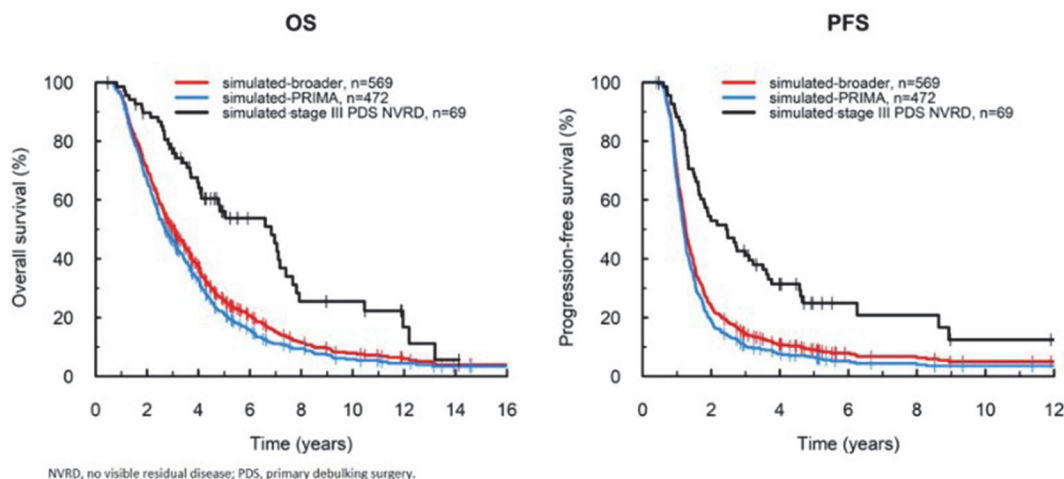 OS
PFS
simulated-broader, n=569
simulated-PRIMA, n=472
simulated-stage III PDS NVRD, n=69
Overall survival (%)
100
80
60
40
20
0
0 2 4 6 8 10 12 14 16
Time (years)
simulated-broader, n=569
simulated-PRIMA, n=472
simulated-stage III PDS NVRD, n=69
Progression-free survival (%)
100
80
60
40
20
0
0 2 4 6 8 10 12
Time (years)
NVRD, no visible residual disease; PDS, primary debulking surgery.